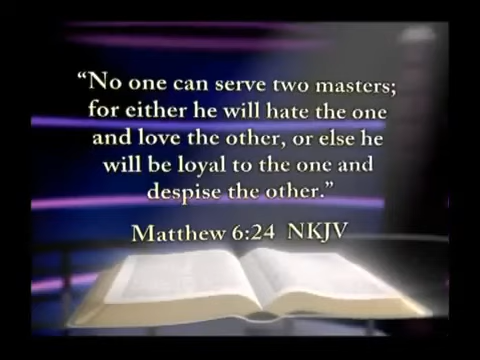 “No one can serve two masters;
for either he will hate the one
and love the other, or else he
will be loyal to the one and
despise the other.”
Matthew 6:24 NKJV